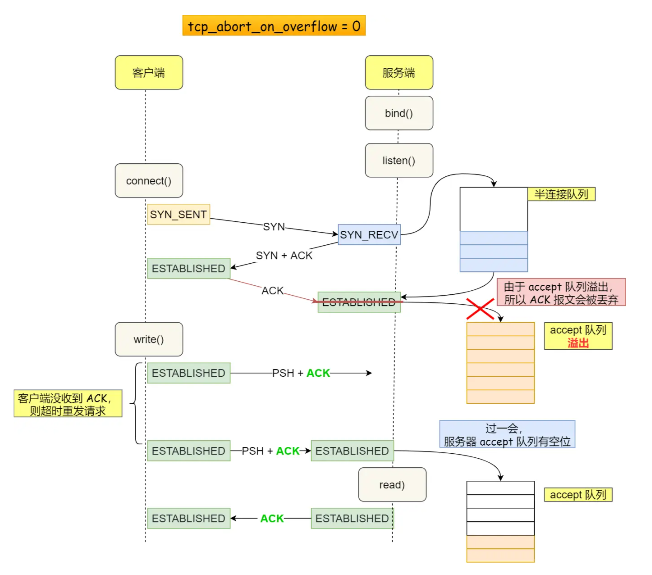 tcp_abort_on_overflow = 0
客户端
服务端
bind()
listen()
connect()
半连接队列
SYN_SENT
SYN
SYN_RECV
SYN + ACK
ESTABLISHED
ACK
ESTABLISHED
由于 accept 队列溢出，
所以 ACK 报文会被丢弃
write()
accept 队列
溢出
ESTABLISHED
PSH + ACK
客户端没收到 ACK，
则超时重发请求
过一会，
服务器 accept 队列有空位
ESTABLISHED
PSH + ACK
ESTABLISHED
read)
accept 队列
ESTABLISHED
ACK
ESTABLISHED